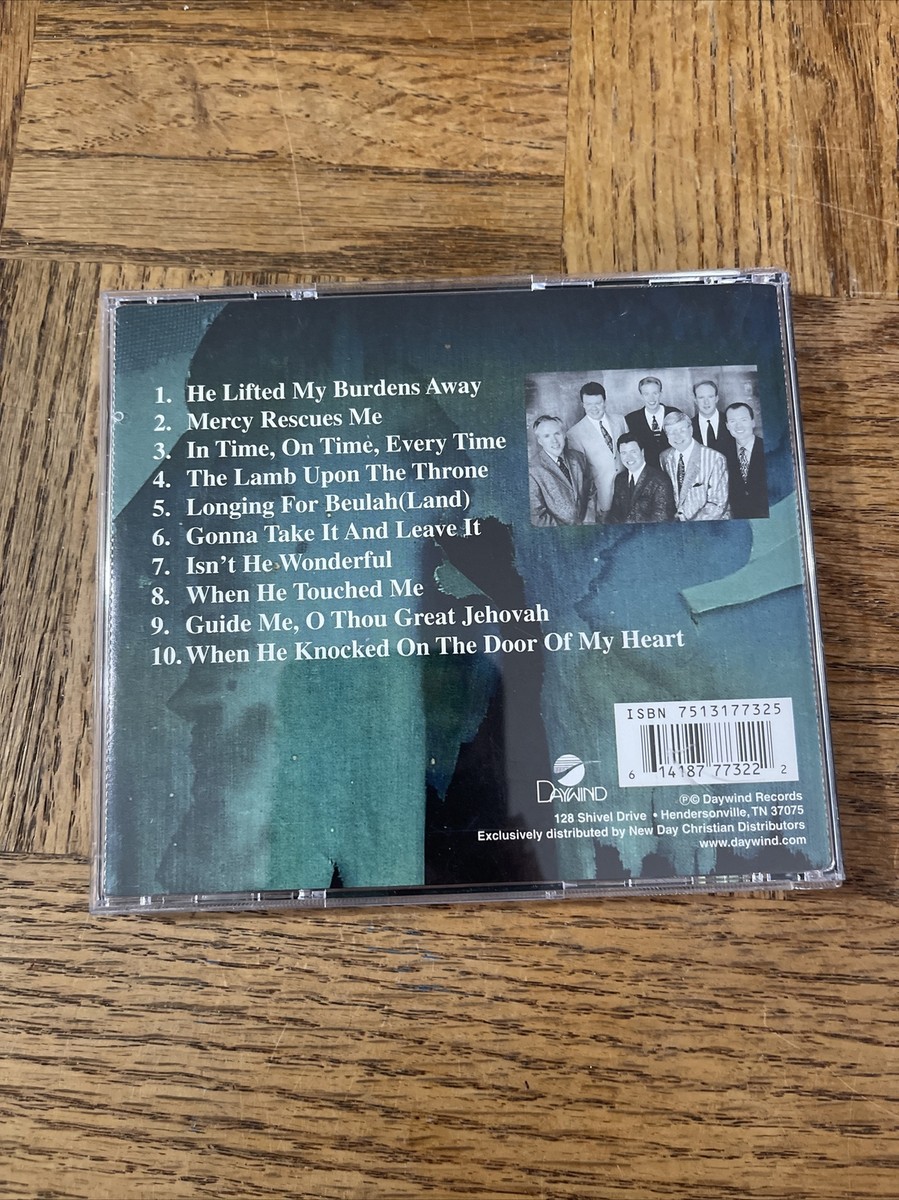 1. He Lifted My Burdens Away
2. Mercy Rescues Me
3. In Time, On Time, Every Time
4. The Lamb Upon The Throne
5. Longing For Beulah(Land)
6. Gonna Take It And Leave It
7. Isn't He Wonderful
8. When He Touched Me
9. Guide Me, O Thou Great Jehovah
10. When He Knocked On The Door Of My Heart
ISBN 7513177325
6 14187 77322 2
DAYWIND
℗© Daywind Records
128 Shivel Drive • Hendersonville, TN 37075
Exclusively distributed by New Day Christian Distributors
www.daywind.com